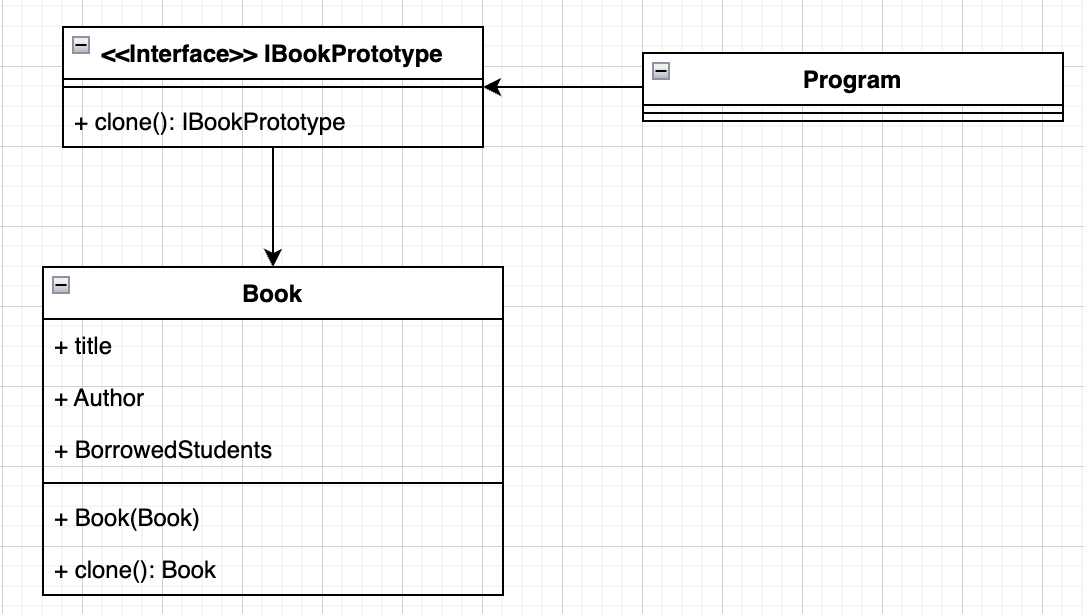 <<Interface>> IBookPrototype
+ clone(): IBookPrototype
Program
Book
+ title
+ Author
+ BorrowedStudents
+ Book(Book)
+ clone(): Book